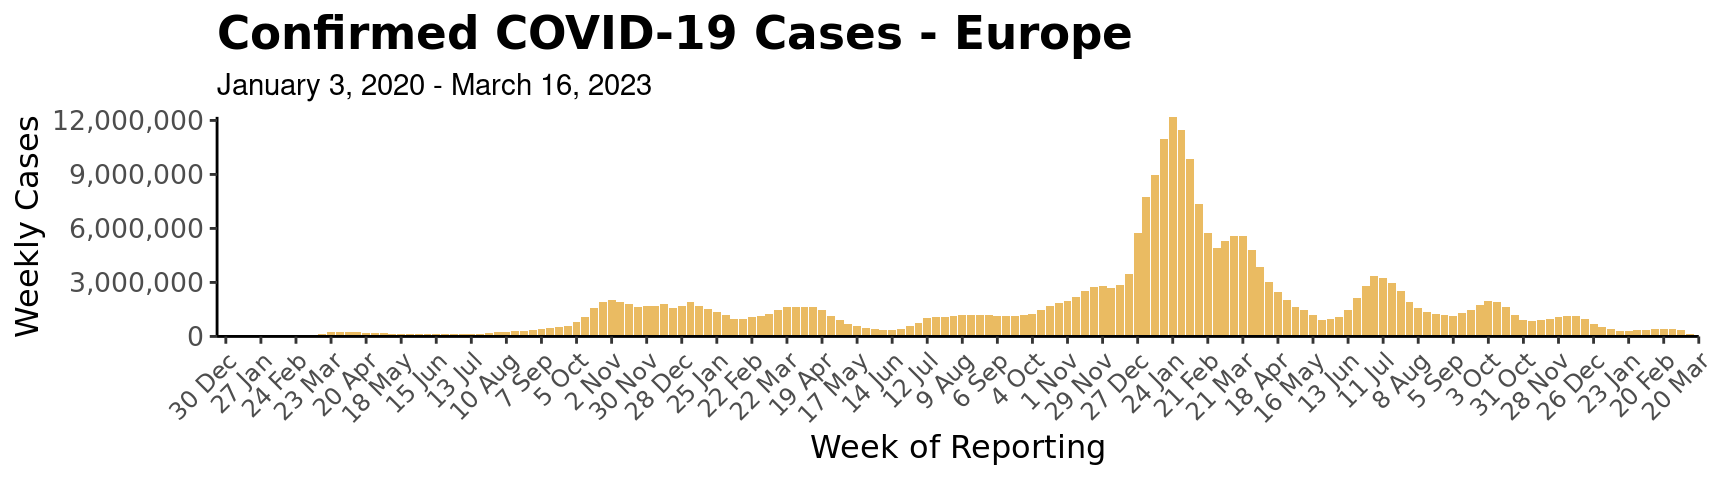 Confirmed COVID-19 Cases - Europe
January 3, 2020 - March 16, 2023
Weekly Cases
12,000,000
9,000,000
6,000,000
3,000,000
0
30 Dec
27 Jan
24 Feb
23 Mar
20 Apr
18 May
15 Jun
13 Jul
10 Aug
7 Sep
5 Oct
2 Nov
30 Nov
28 Dec
25 Jan
22 Feb
22 Mar
19 Apr
17 May
14 Jun
12 Jul
9 Aug
6 Sep
4 Oct
1 Nov
29 Nov
27 Dec
24 Jan
21 Feb
21 Mar
18 Apr
16 May
13 Jun
11 Jul
8 Aug
5 Sep
3 Oct
31 Oct
28 Nov
26 Dec
23 Jan
20 Feb
20 Mar
Week of Reporting